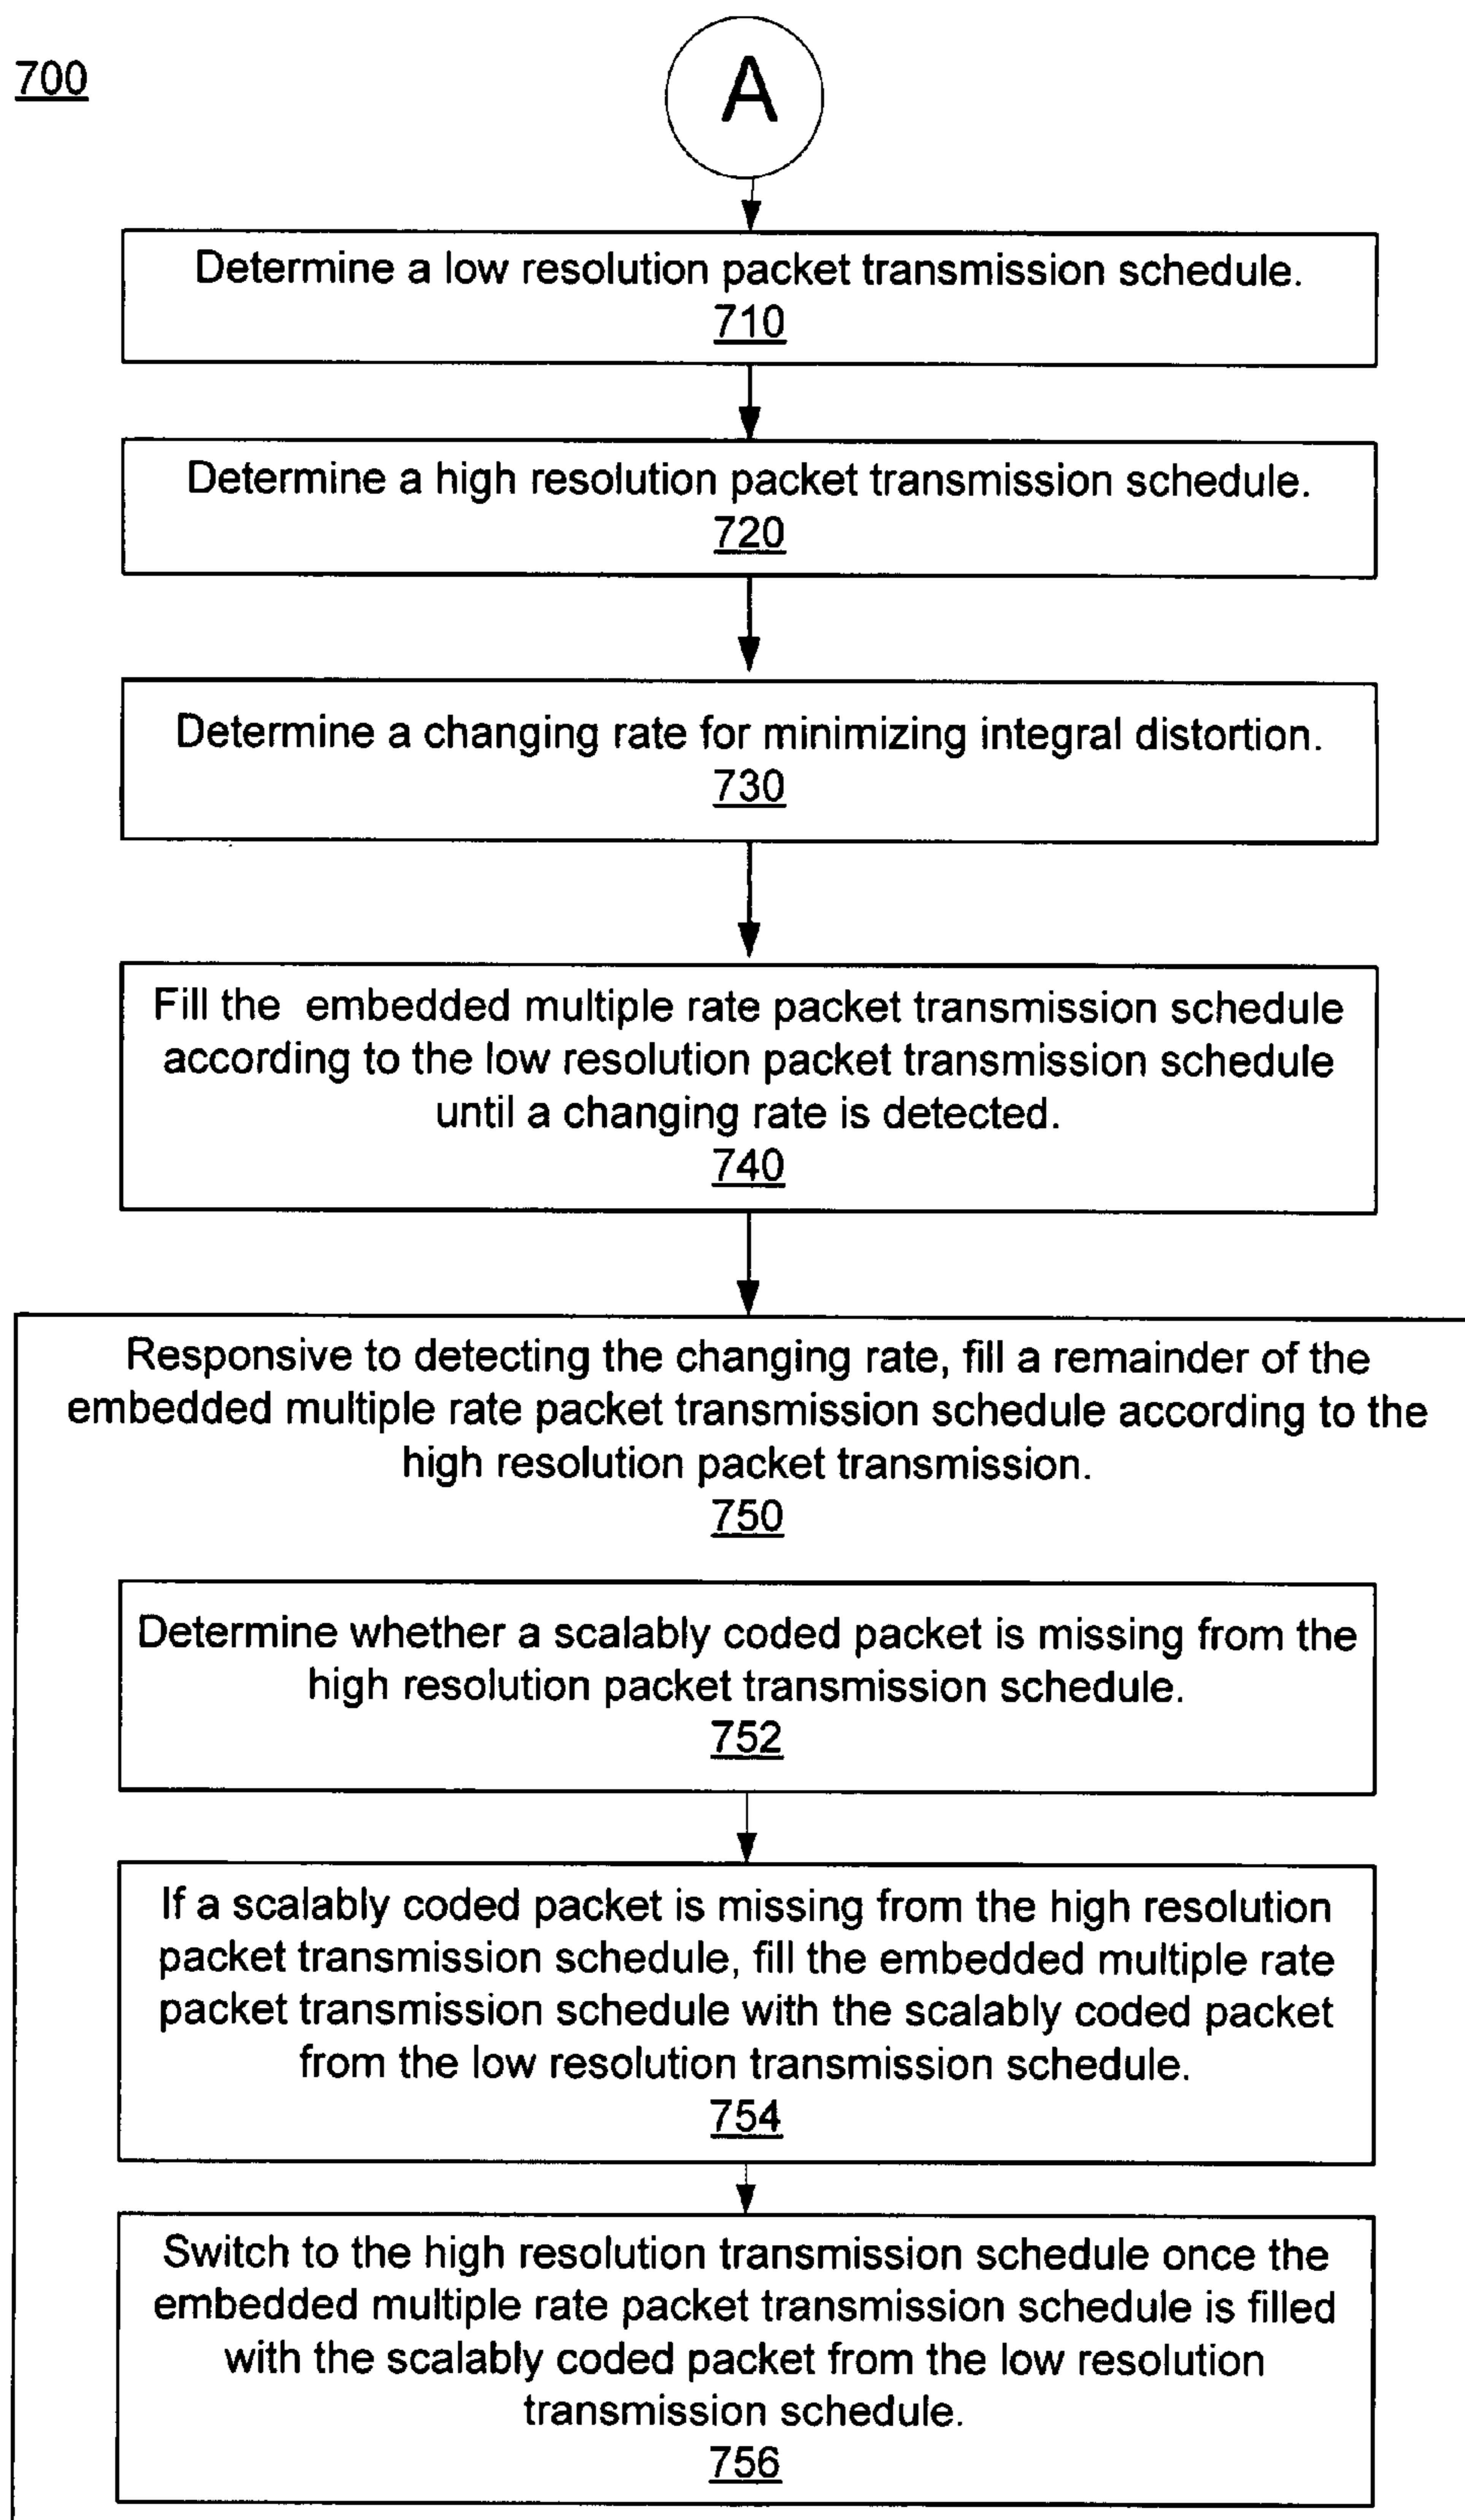 700
A
Determine a low resolution packet transmission schedule.
710
Determine a high resolution packet transmission schedule.
720
Determine a changing rate for minimizing integral distortion.
730
Fill the embedded multiple rate packet transmission schedule
according to the low resolution packet transmission schedule
until a changing rate is detected.
740
Responsive to detecting the changing rate, fill a remainder of the
embedded multiple rate packet transmission schedule according to the
high resolution packet transmission.
750
Determine whether a scalably coded packet is missing from the
high resolution packet transmission schedule.
752
If a scalably coded packet is missing from the high resolution
packet transmission schedule, fill the embedded multiple rate
packet transmission schedule with the scalably coded packet
from the low resolution transmission schedule.
754
Switch to the high resolution transmission schedule once the
embedded multiple rate packet transmission schedule is filled
with the scalably coded packet from the low resolution
transmission schedule.
756